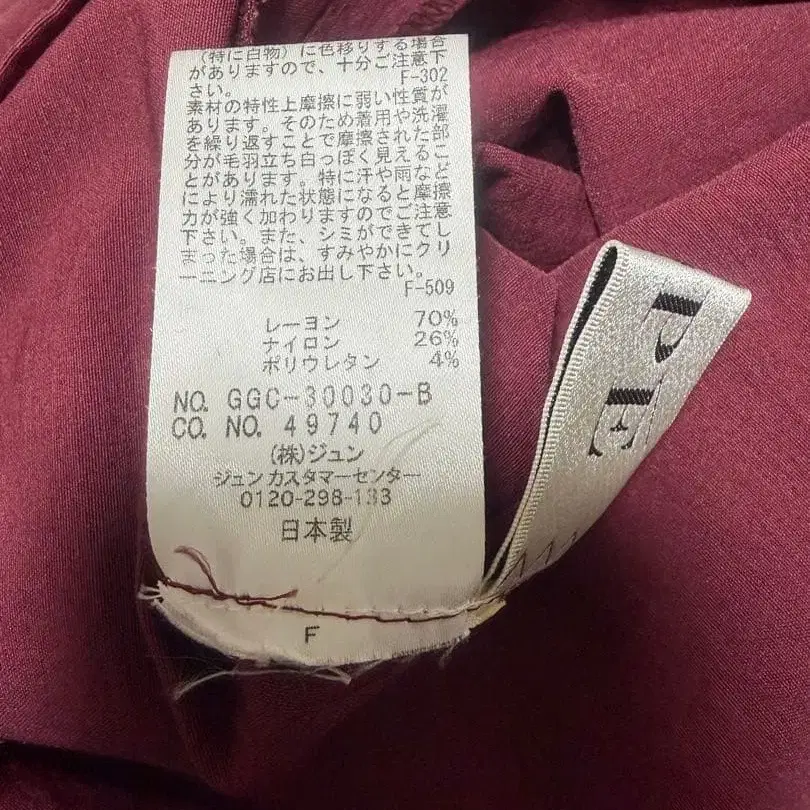 (特に白物)に色移りする場合
がありますので、十分ご注意下
さい。
F-302
素材の特性上摩擦に弱い性質が
あります。そのため着用や洗濯
を繰り返すことで摩擦された部
分が毛羽立ち白っぽく見えるこ
とがあります。特に汗や雨など
により濡れた状態になると摩擦
力が強く加わりますのでご注意
下さい。また、シミができてし
まった場合は、すみやかにクリ
ーニング店にお出し下さい。
F-509
レーヨン 70%
ナイロン 26%
ポリウレタン 4%
NO. GGC-30030-B
CO. NO. 49740
(株)ジュン
ジュン カスタマーセンター
0120-298-133
日本製
F
PE